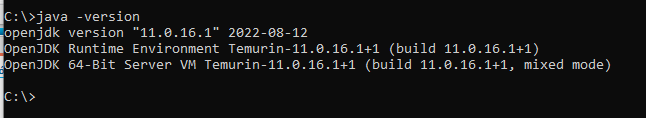 C:\>java -version
openjdk version "11.0.16.1" 2022-08-12
OpenJDK Runtime Environment Temurin-11.0.16.1+1 (build 11.0.16.1+1)
OpenJDK 64-Bit Server VM Temurin-11.0.16.1+1 (build 11.0.16.1+1, mixed mode)
C:\>